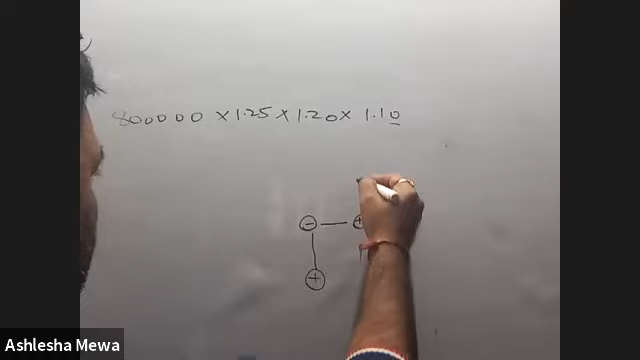 800000 × 1.25 × 1.20 × 1.10
⊖ — ⊕
⊕
Ashlesha Mewa